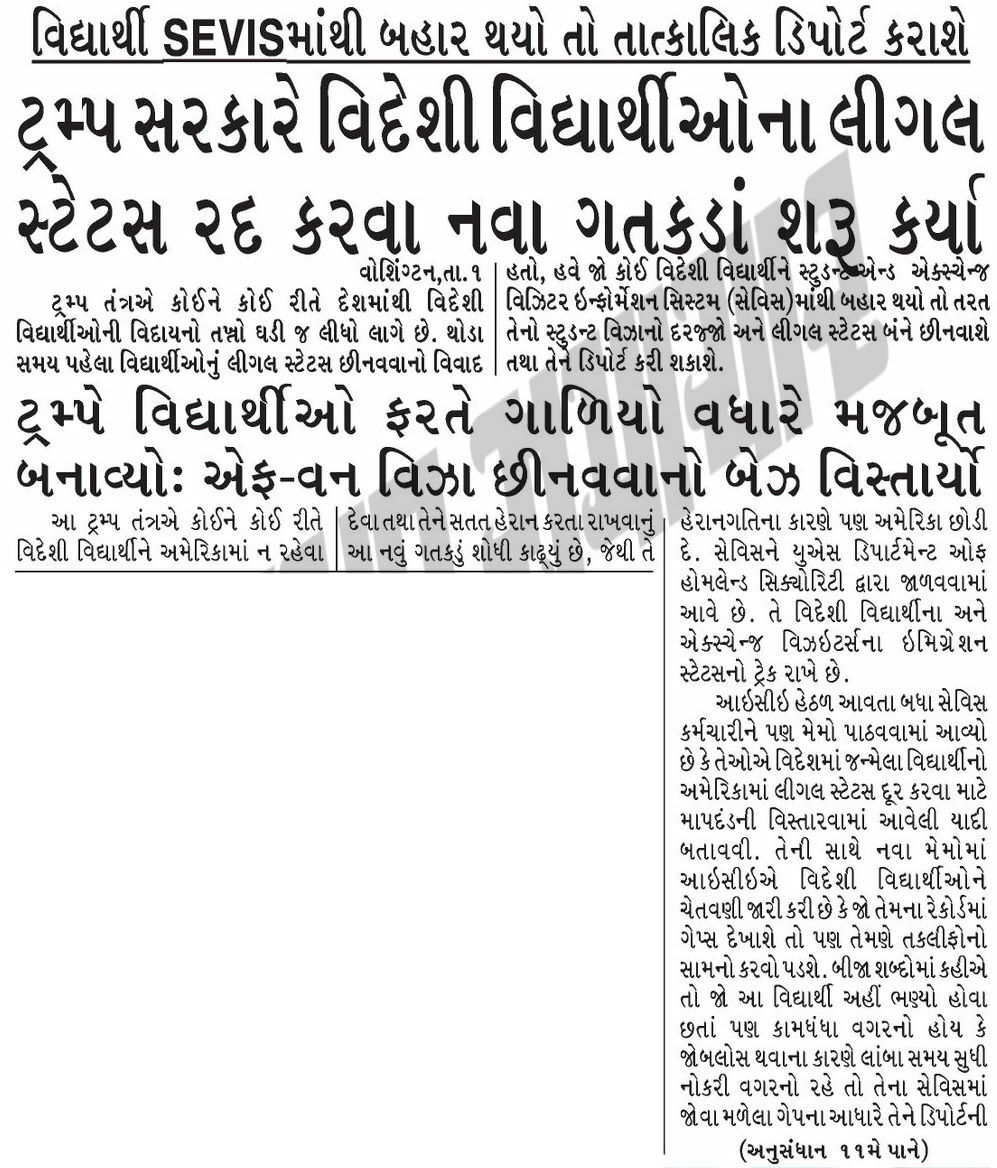 વિદ્યાર્થી SEVISમાંથી બહાર થયો તો તાત્કાલિક ડિપોર્ટ કરાશે
ટ્રમ્પ સરકારે વિદેશી વિદ્યાર્થીઓના લીગલ
સ્ટેટસ રદ કરવા નવા ગતકડાં શરૂ કર્યા
વોશિંગ્ટન,તા.૧
ટ્રમ્પ તંત્રએ કોઈને કોઈ રીતે દેશમાંથી વિદેશી
વિદ્યાર્થીઓની વિદાયનો તખ્તો ઘડી જ લીધો લાગે છે. થોડા
સમય પહેલા વિદ્યાર્થીઓનું લીગલ સ્ટેટસ છીનવવાનો વિવાદ
હતો, હવે જો કોઈ વિદેશી વિદ્યાર્થીને સ્ટુડન્ટ એન્ડ એક્સ્ચેન્જ
વિઝિટર ઇન્ફોર્મેશન સિસ્ટમ (સેવિસ)માંથી બહાર થયો તો તરત
તેનો સ્ટુડન્ટ વિઝાનો દરજ્જો અને લીગલ સ્ટેટસ બંને છીનવાશે
તથા તેને ડિપોર્ટ કરી શકાશે.
ટ્રમ્પે વિદ્યાર્થીઓ ફરતે ગાળિયો વધારે મજબૂત
બનાવ્યોઃ એફ-વન વિઝા છીનવવાનો બેઝ વિસ્તાર્યો
આ ટ્રમ્પ તંત્રએ કોઈને કોઈ રીતે
વિદેશી વિદ્યાર્થીને અમેરિકામાં ન રહેવા
દેવા તથા તેને સતત હેરાન કરતા રાખવાનું
આ નવું ગતકડું શોધી કાઢ્યું છે, જેથી તે
હેરાનગતિના કારણે પણ અમેરિકા છોડી
દે. સેવિસને યુએસ ડિપાર્ટમેન્ટ ઓફ
હોમલેન્ડ સિક્યોરિટી દ્વારા જાળવવામાં
આવે છે. તે વિદેશી વિદ્યાર્થીના અને
એક્સ્ચેન્જ વિઝઇટર્સના ઇમિગ્રેશન
સ્ટેટસનો ટ્રેક રાખે છે.
આઇસીઇ હેઠળ આવતા બધા સેવિસ
કર્મચારીને પણ મેમો પાઠવવામાં આવ્યો
છે કે તેઓએ વિદેશમાં જન્મેલા વિદ્યાર્થીનો
અમેરિકામાં લીગલ સ્ટેટસ દૂર કરવા માટે
માપદંડની વિસ્તારવામાં આવેલી યાદી
બતાવવી. તેની સાથે નવા મેમોમાં
આઇસીઇએ વિદેશી વિદ્યાર્થીઓને
ચેતવણી જારી કરી છે કે જો તેમના રેકોર્ડમાં
ગેપ્સ દેખાશે તો પણ તેમણે તકલીફોનો
સામનો કરવો પડશે. બીજા શબ્દોમાં કહીએ
તો જો આ વિદ્યાર્થી અહીં ભણ્યો હોવા
છતાં પણ કામધંધા વગરનો હોય કે
જોબલોસ થવાના કારણે લાંબા સમય સુધી
નોકરી વગરનો રહે તો તેના સેવિસમાં
જોવા મળેલા ગેપના આધારે તેને ડિપોર્ટની
(અનુસંધાન ૧૧મે પાને)